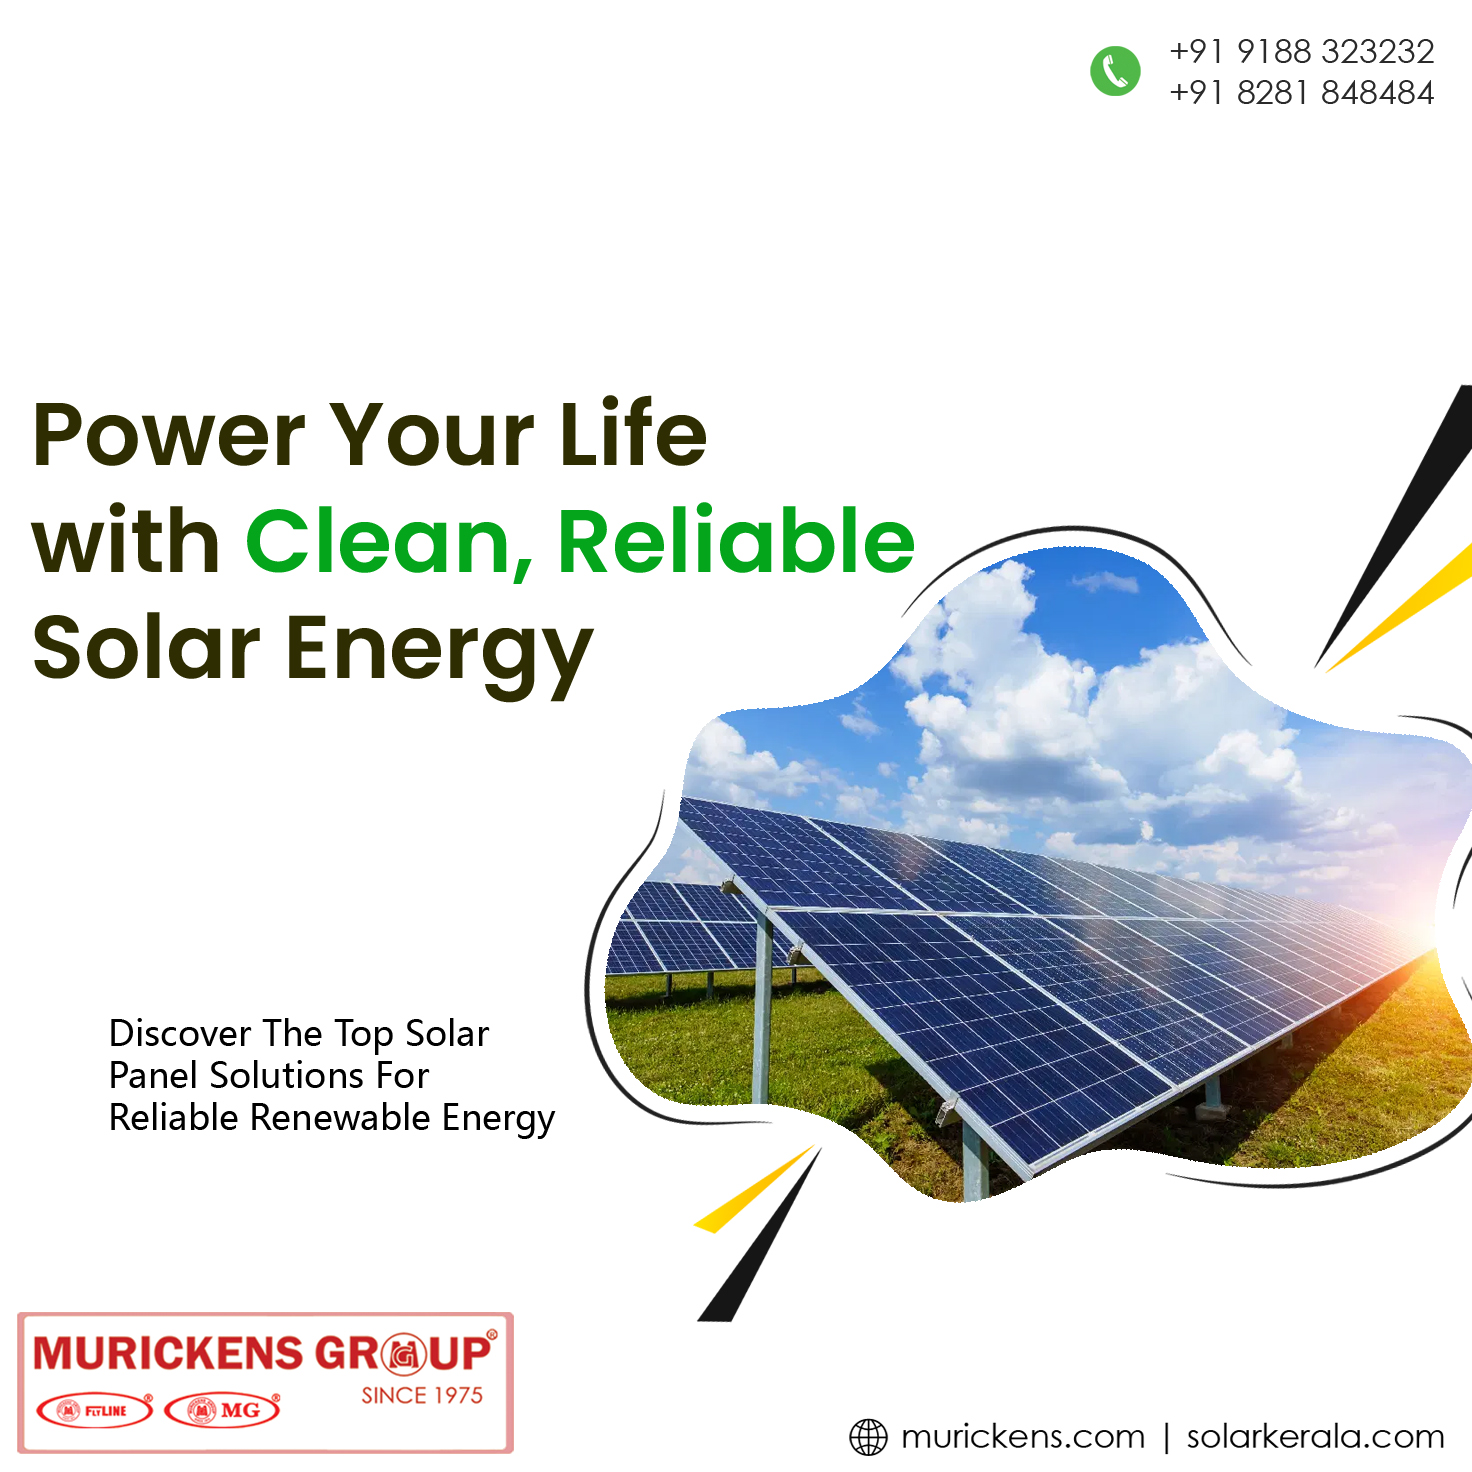 +91 9188 323232
+91 8281 848484
Power Your Life
with Clean, Reliable
Solar Energy
Discover The Top Solar
Panel Solutions For
Reliable Renewable Energy
MURICKENS GROUP®
SINCE 1975
FLTLINE® MG®
murickens.com | solarkerala.com